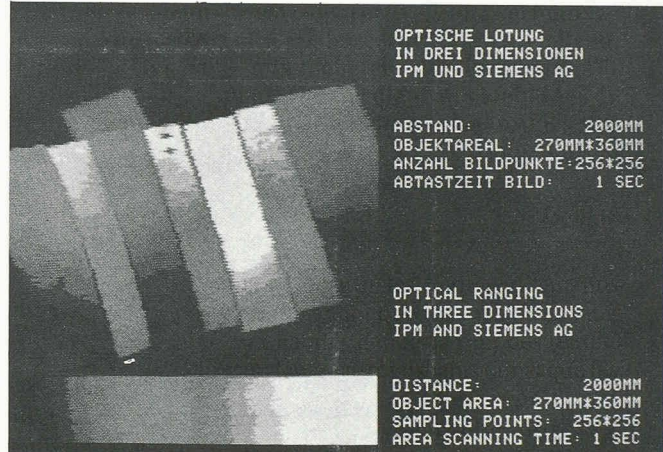 OPTISCHE LOTUNG
IN DREI DIMENSIONEN
IPM UND SIEMENS AG
ABSTAND: 2000MM
OBJEKTAREAL: 270MM*360MM
ANZAHL BILDPUNKTE:256*256
ABTASTZEIT BILD: 1 SEC
OPTICAL RANGING
IN THREE DIMENSIONS
IPM AND SIEMENS AG
DISTANCE: 2000MM
OBJECT AREA: 270MM*360MM
SAMPLING POINTS: 256*256
AREA SCANNING TIME: 1 SEC